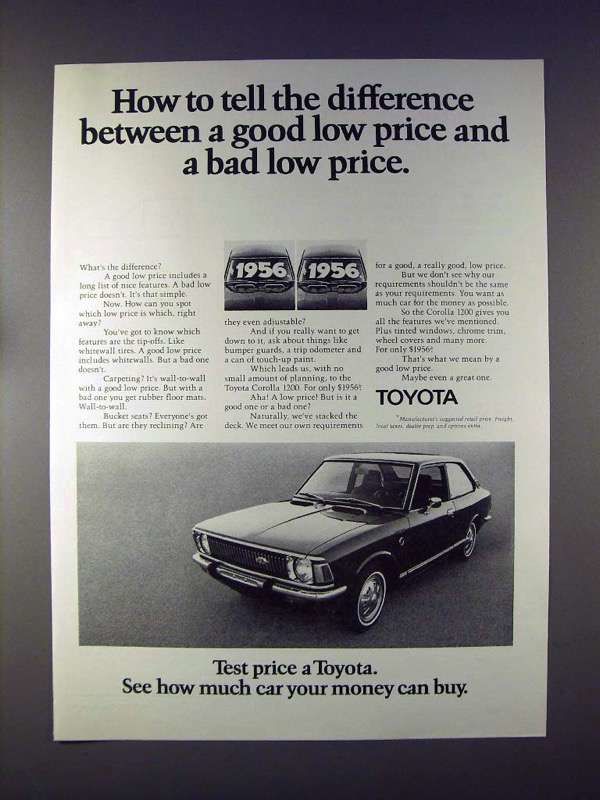 How to tell the difference
between a good low price and
a bad low price.
What's the difference?
A good low price includes a
long list of nice features. A bad low
price doesn't. It's that simple.
Now. How can you spot
which low price is which, right
away?
You've got to know which
features are the tip-offs. Like
whitewall tires. A good low price
includes whitewalls. But a bad one
doesn't.
Carpeting? It's wall-to-wall
with a good low price. But with a
bad one you get rubber floor mats.
Wall-to-wall.
Bucket seats? Everyone's got
them. But are they reclining? Are
1956 1956
they even adjustable?
And if you really want to get
down to it, ask about things like
bumper guards, a trip odometer and
a can of touch-up paint.
Which leads us, with no
small amount of planning, to the
Toyota Corolla 1200. For only $1956†
Aha! A low price! But is it a
good one or a bad one?
Naturally, we've stacked the
deck. We meet our own requirements
for a good, a really good, low price.
But we don't see why our
requirements shouldn't be the same
as your requirements. You want as
much car for the money as possible.
So the Corolla 1200 gives you
all the features we've mentioned.
Plus tinted windows, chrome trim,
wheel covers and many more.
For only $1956†
That's what we mean by a
good low price.
Maybe even a great one.
TOYOTA
Manufacturer's suggested retail price. Freight,
local taxes, dealer prep. and options extra.
Test price a Toyota.
See how much car your money can buy.